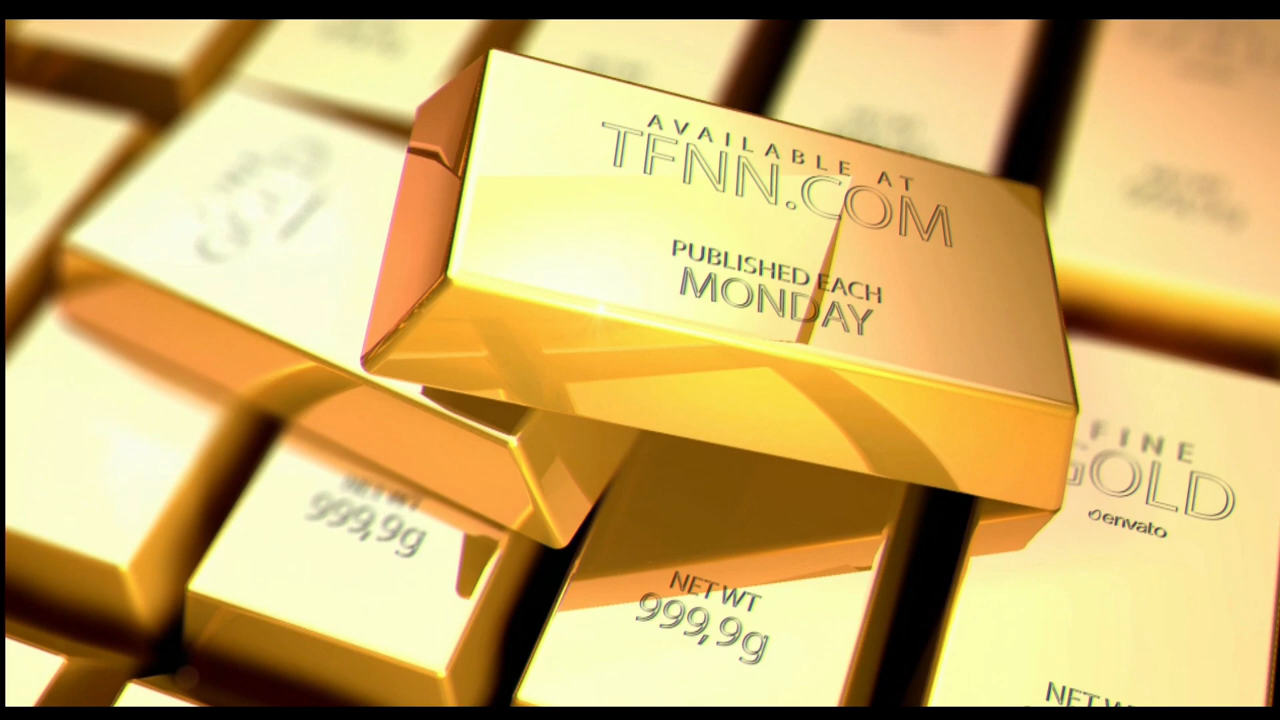 AVAILABLE AT
TFNN.COM
PUBLISHED EACH
MONDAY
FINE
GOLD
envato
999,9g
NET WT
999,9g
NET WT